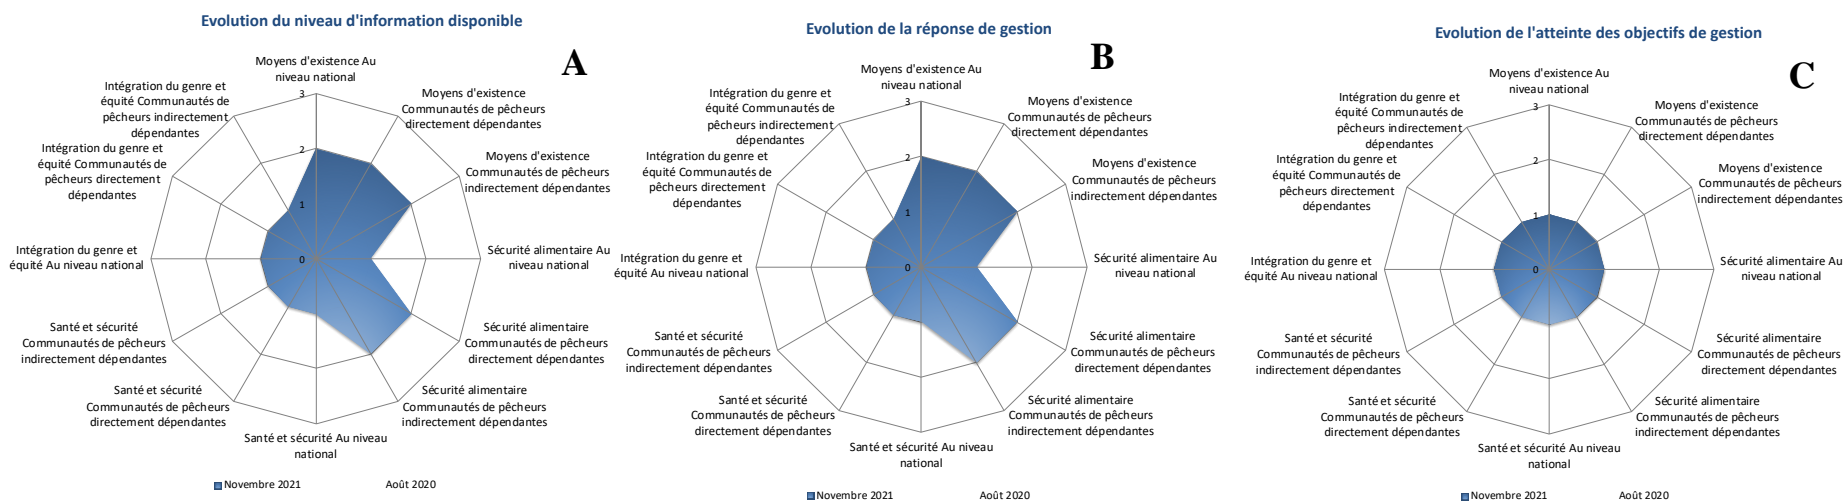 Evolution du niveau d'information disponible
A
Moyens d'existence Au
niveau national
Moyens d'existence
Communautés de pêcheurs
directement dépendantes
Moyens d'existence
Communautés de pêcheurs
indirectement dépendantes
Sécurité alimentaire Au
niveau national
Sécurité alimentaire
Communautés de pêcheurs
directement dépendantes
Sécurité alimentaire
Communautés de pêcheurs
indirectement dépendantes
Santé et sécurité Au niveau
national
Santé et sécurité
Communautés de pêcheurs
directement dépendantes
Santé et sécurité
Communautés de pêcheurs
indirectement dépendantes
Intégration du genre et
équité Au niveau national
Intégration du genre et
équité Communautés de
pêcheurs directement
dépendantes
Intégration du genre et
équité Communautés de
pêcheurs indirectement
dépendantes
3
2
1
0
Novembre 2021 Août 2020
Evolution de la réponse de gestion
B
Moyens d'existence Au
niveau national
Moyens d'existence
Communautés de pêcheurs
directement dépendantes
Moyens d'existence
Communautés de pêcheurs
indirectement dépendantes
Sécurité alimentaire Au
niveau national
Sécurité alimentaire
Communautés de pêcheurs
directement dépendantes
Sécurité alimentaire
Communautés de pêcheurs
indirectement dépendantes
Santé et sécurité Au niveau
national
Santé et sécurité
Communautés de pêcheurs
directement dépendantes
Santé et sécurité
Communautés de pêcheurs
indirectement dépendantes
Intégration du genre et
équité Au niveau national
Intégration du genre et
équité Communautés de
pêcheurs directement
dépendantes
Intégration du genre et
équité Communautés de
pêcheurs indirectement
dépendantes
3
2
1
0
Novembre 2021 Août 2020
Evolution de l'atteinte des objectifs de gestion
C
Moyens d'existence Au
niveau national
Moyens d'existence
Communautés de pêcheurs
directement dépendantes
Moyens d'existence
Communautés de pêcheurs
indirectement dépendantes
Sécurité alimentaire Au
niveau national
Sécurité alimentaire
Communautés de pêcheurs
directement dépendantes
Sécurité alimentaire
Communautés de pêcheurs
indirectement dépendantes
Santé et sécurité Au niveau
national
Santé et sécurité
Communautés de pêcheurs
directement dépendantes
Santé et sécurité
Communautés de pêcheurs
indirectement dépendantes
Intégration du genre et
équité Au niveau national
Intégration du genre et
équité Communautés de
pêcheurs directement
dépendantes
Intégration du genre et
équité Communautés de
pêcheurs indirectement
dépendantes
3
2
1
0
Novembre 2021 Août 2020